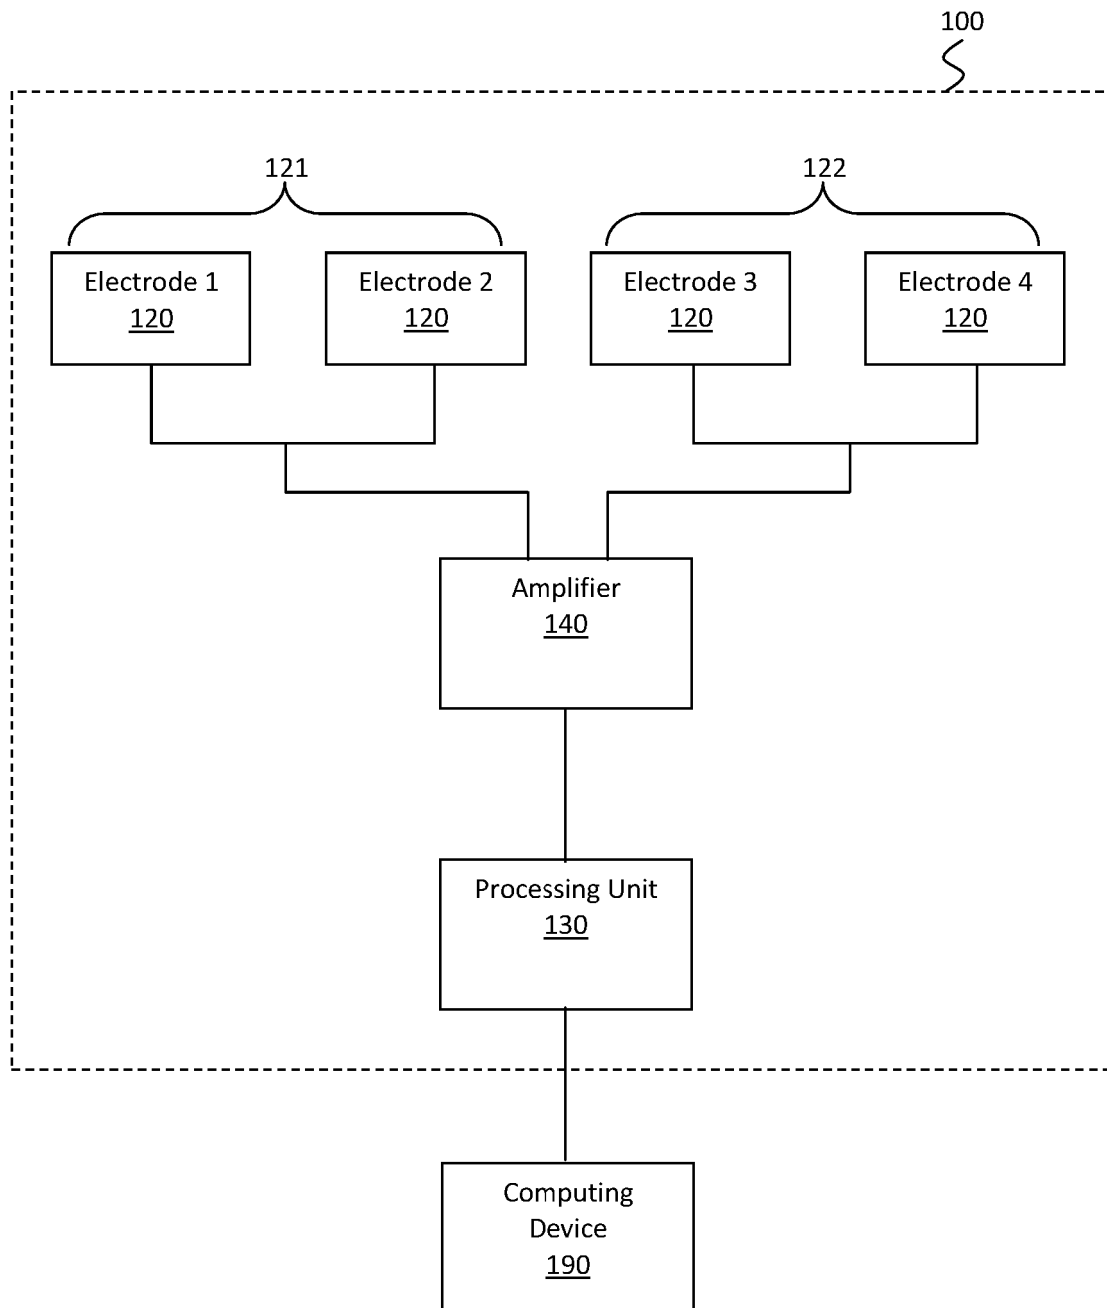 100
121
122
Electrode 1
120
Electrode 2
120
Electrode 3
120
Electrode 4
120
Amplifier
140
Processing Unit
130
Computing
Device
190